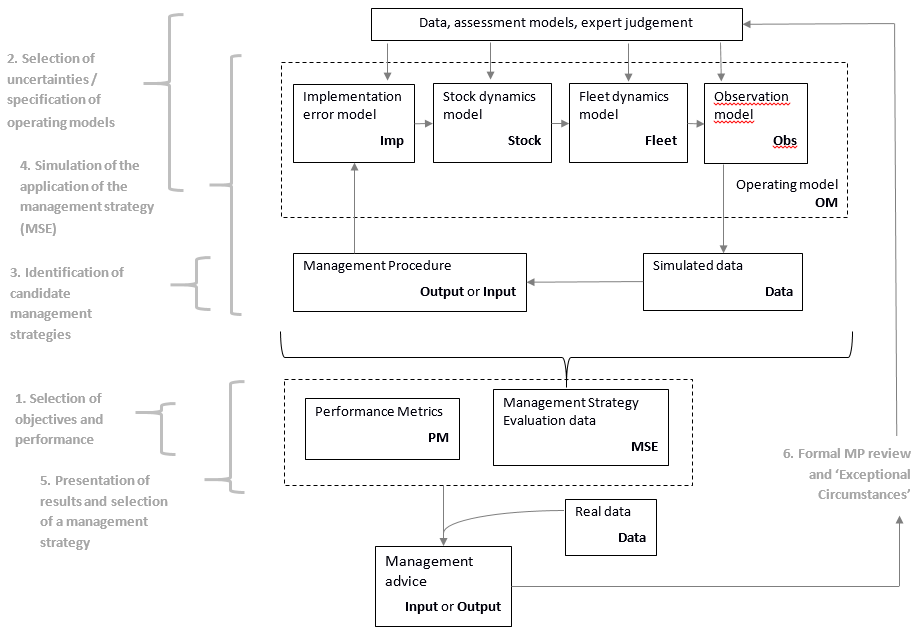 Data, assessment models, expert judgement
2. Selection of
uncertainties /
specification of
operating models
Implementation
error model
Imp
Stock dynamics
model
Stock
Fleet dynamics
model
Fleet
Observation
model
Obs
Operating model
OM
4. Simulation of the
application of the
management strategy
(MSE)
3. Identification of
candidate
management
strategies
Management Procedure
Output or Input
Simulated data
Data
1. Selection of
objectives and
performance
Performance Metrics
PM
Management Strategy
Evaluation data
MSE
5. Presentation of
results and selection
of a management
strategy
6. Formal MP review
and ‘Exceptional
Circumstances’
Real data
Data
Management
advice
Input or Output